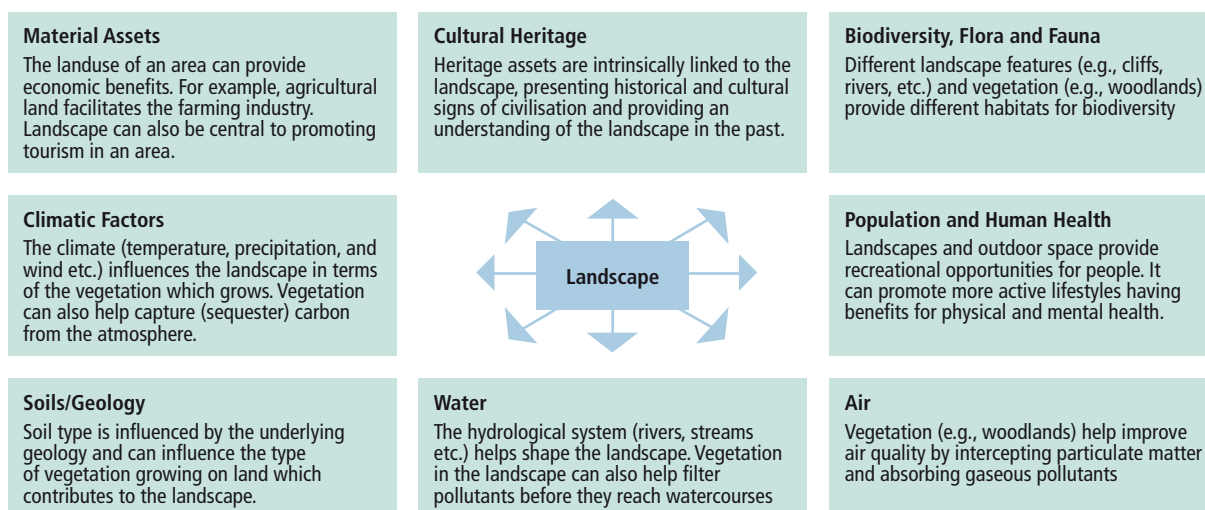 Material Assets
The landuse of an area can provide
economic benefits. For example, agricultural
land facilitates the farming industry.
Landscape can also be central to promoting
tourism in an area.
Cultural Heritage
Heritage assets are intrinsically linked to the
landscape, presenting historical and cultural
signs of civilisation and providing an
understanding of the landscape in the past.
Biodiversity, Flora and Fauna
Different landscape features (e.g., cliffs,
rivers, etc.) and vegetation (e.g., woodlands)
provide different habitats for biodiversity
Climatic Factors
The climate (temperature, precipitation, and
wind etc.) influences the landscape in terms
of the vegetation which grows. Vegetation
can also help capture (sequester) carbon
from the atmosphere.
Landscape
Population and Human Health
Landscapes and outdoor space provide
recreational opportunities for people. It
can promote more active lifestyles having
benefits for physical and mental health.
Soils/Geology
Soil type is influenced by the underlying
geology and can influence the type
of vegetation growing on land which
contributes to the landscape.
Water
The hydrological system (rivers, streams
etc.) helps shape the landscape. Vegetation
in the landscape can also help filter
pollutants before they reach watercourses
Air
Vegetation (e.g., woodlands) help improve
air quality by intercepting particulate matter
and absorbing gaseous pollutants